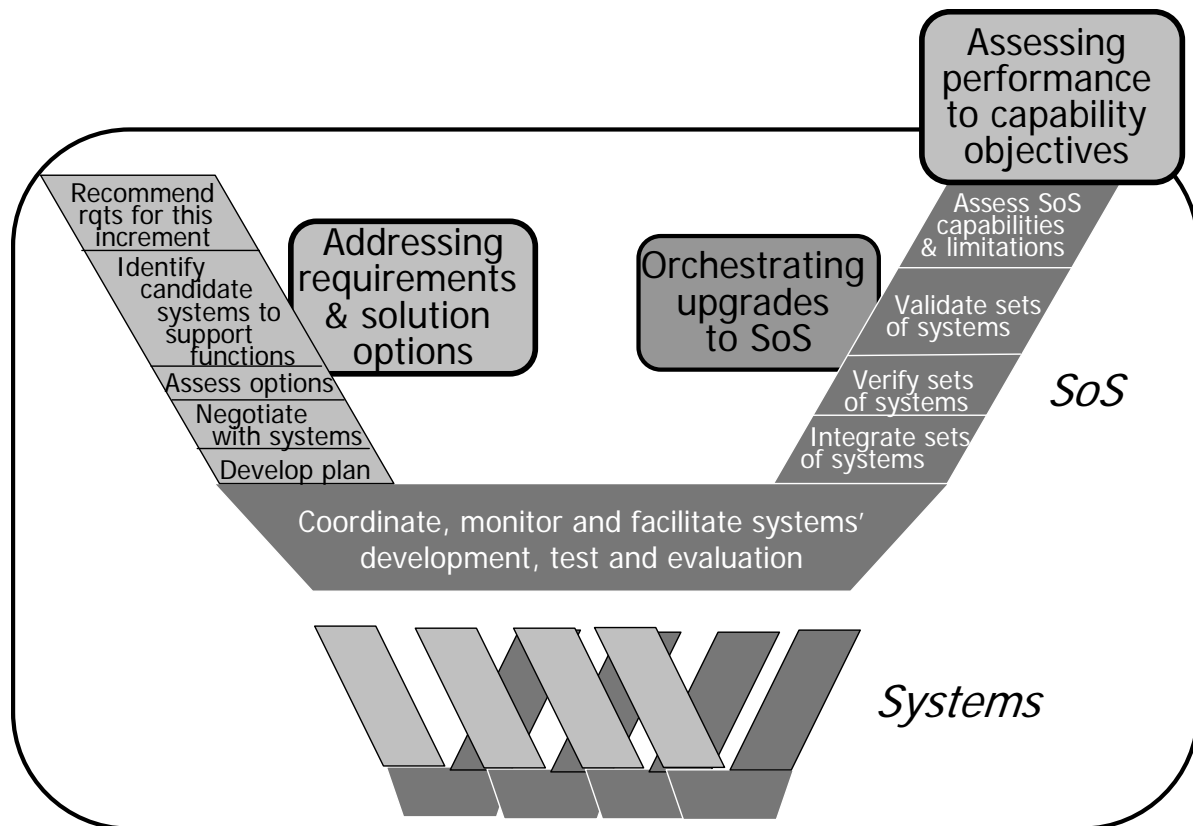 Assessing
performance
to capability
objectives
Recommend
rqts for this
increment
Identify
candidate
systems to
support
functions
Assess options
Negotiate
with systems
Develop plan
Addressing
requirements
& solution
options
Orchestrating
upgrades
to SoS
Assess SoS
capabilities
& limitations
Validate sets
of systems
Verify sets
of systems
Integrate sets
of systems
SoS
Coordinate, monitor and facilitate systems’
development, test and evaluation
Systems